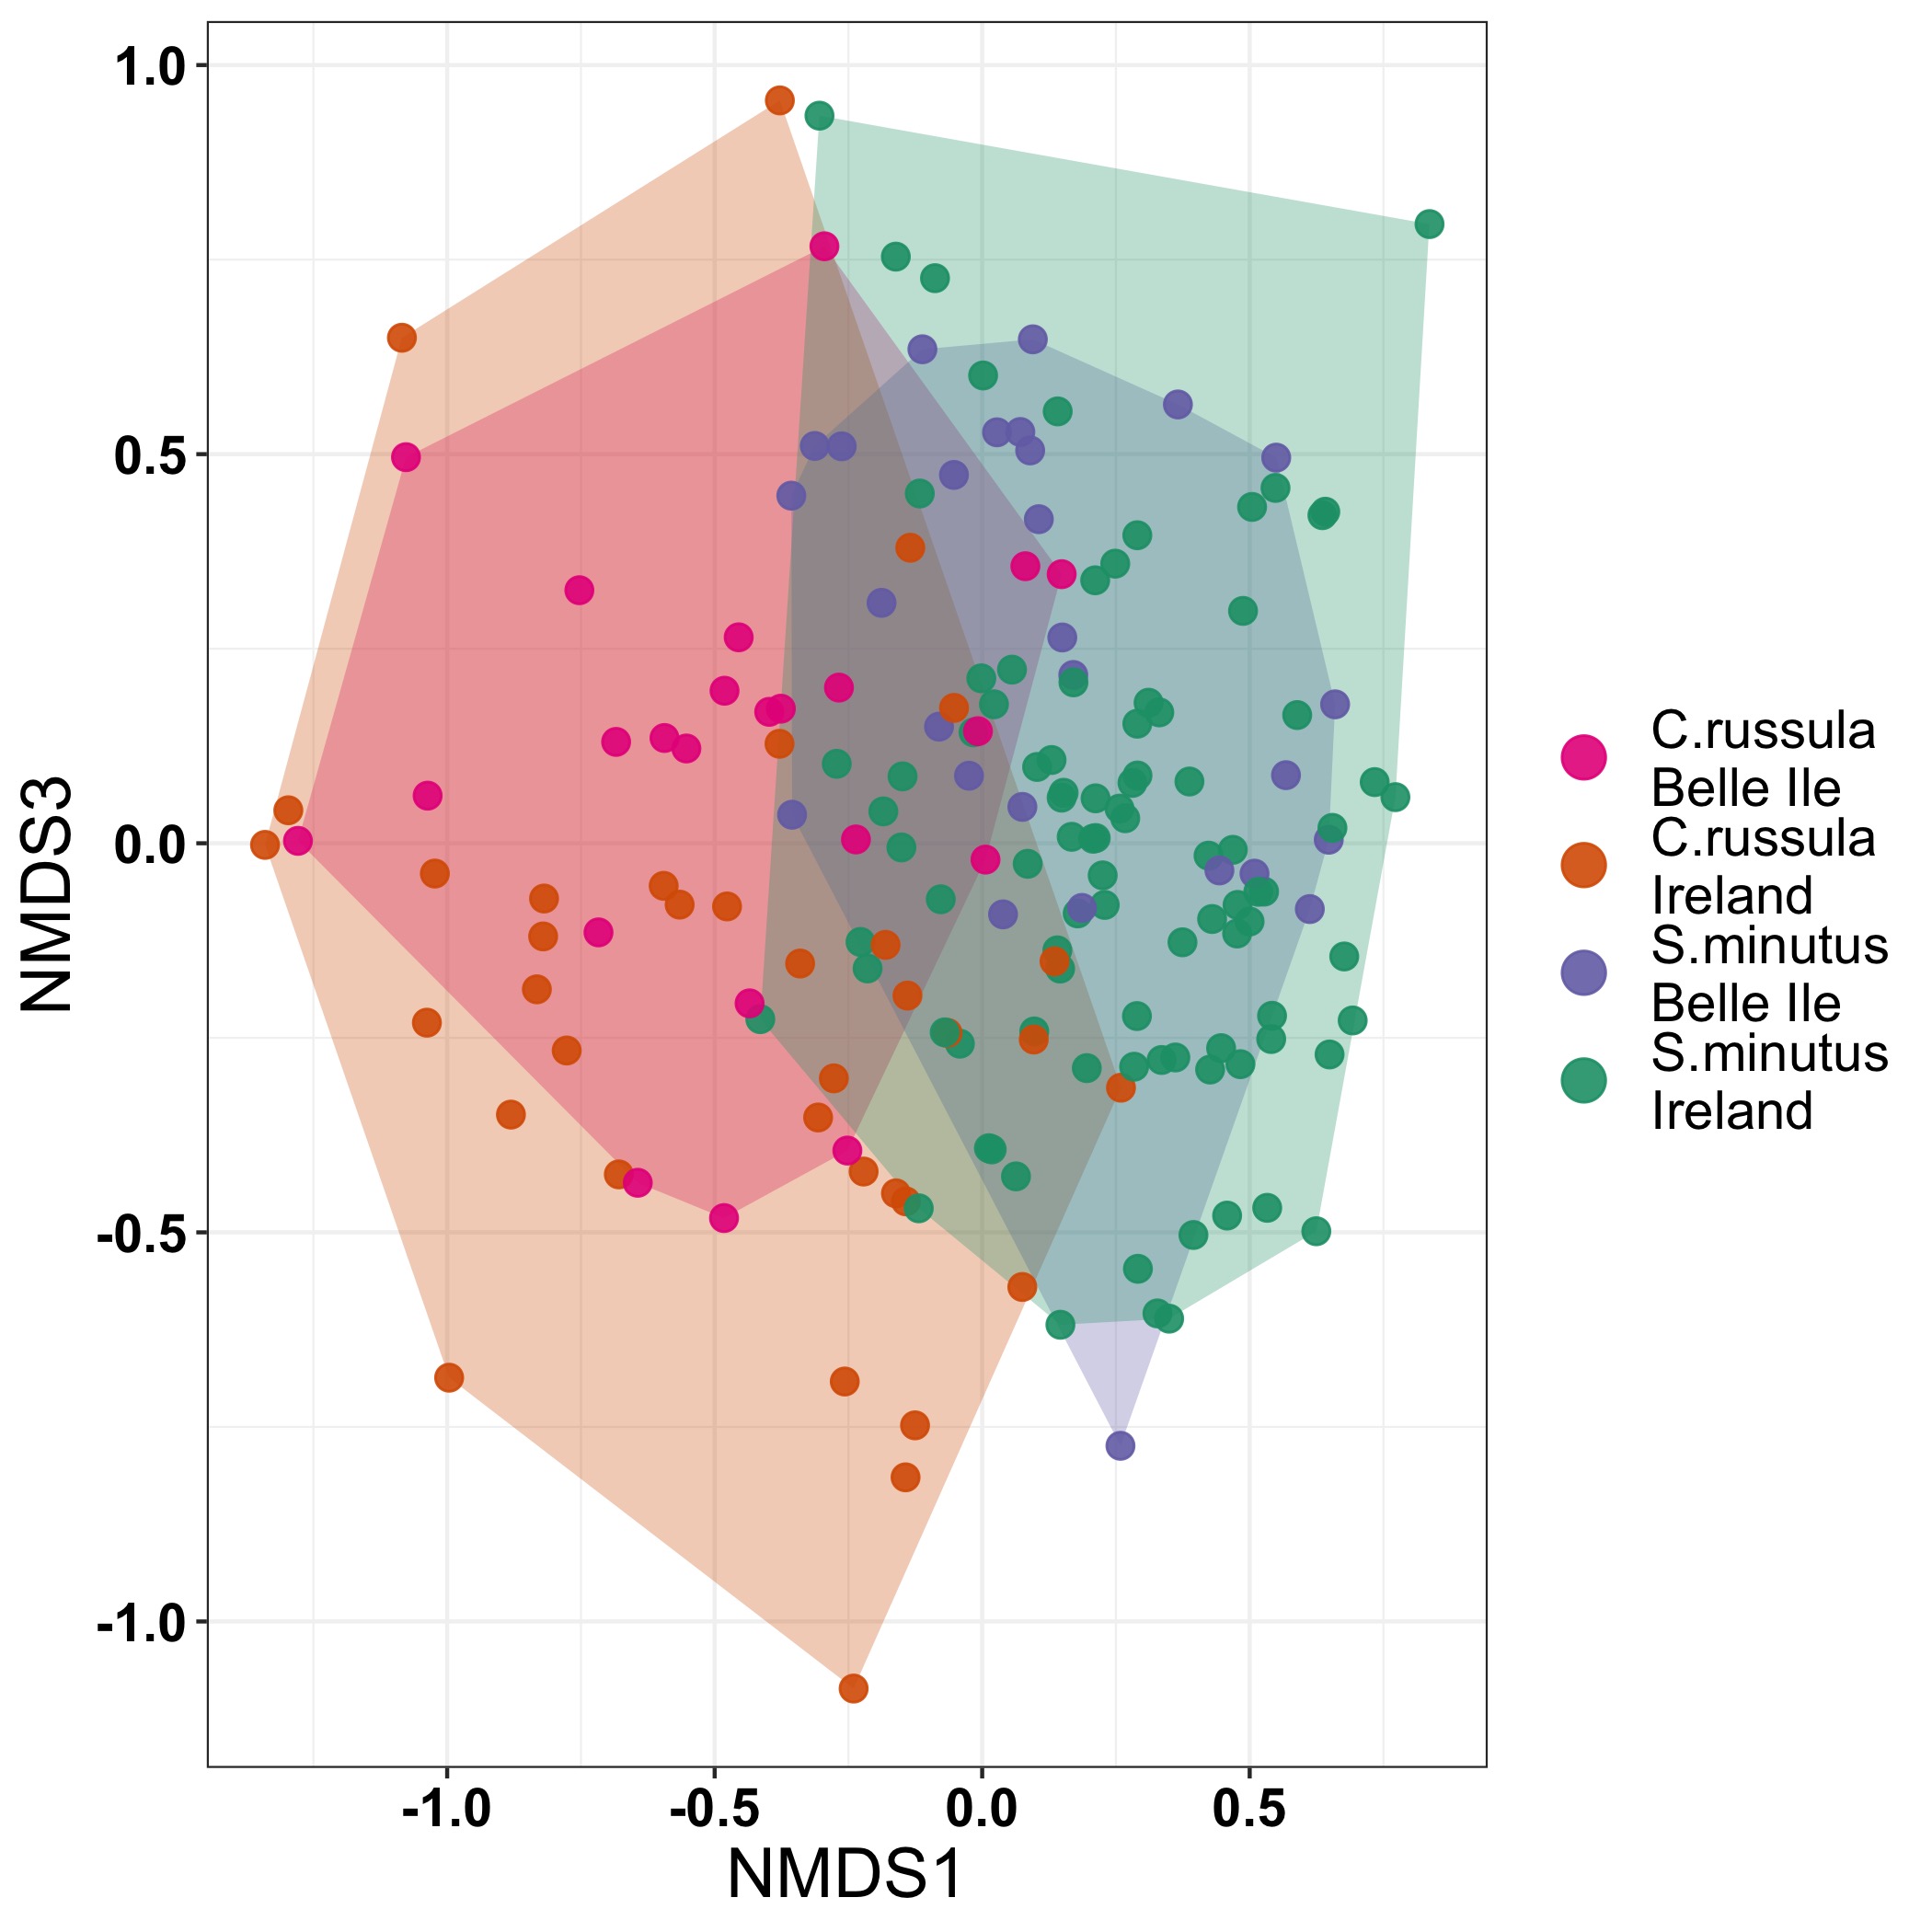 NMDS3
1.0
0.5
0.0
-0.5
-1.0
-1.0 -0.5 0.0 0.5
NMDS1
C.russula
Belle Ile
C.russula
Ireland
S.minutus
Belle Ile
S.minutus
Ireland